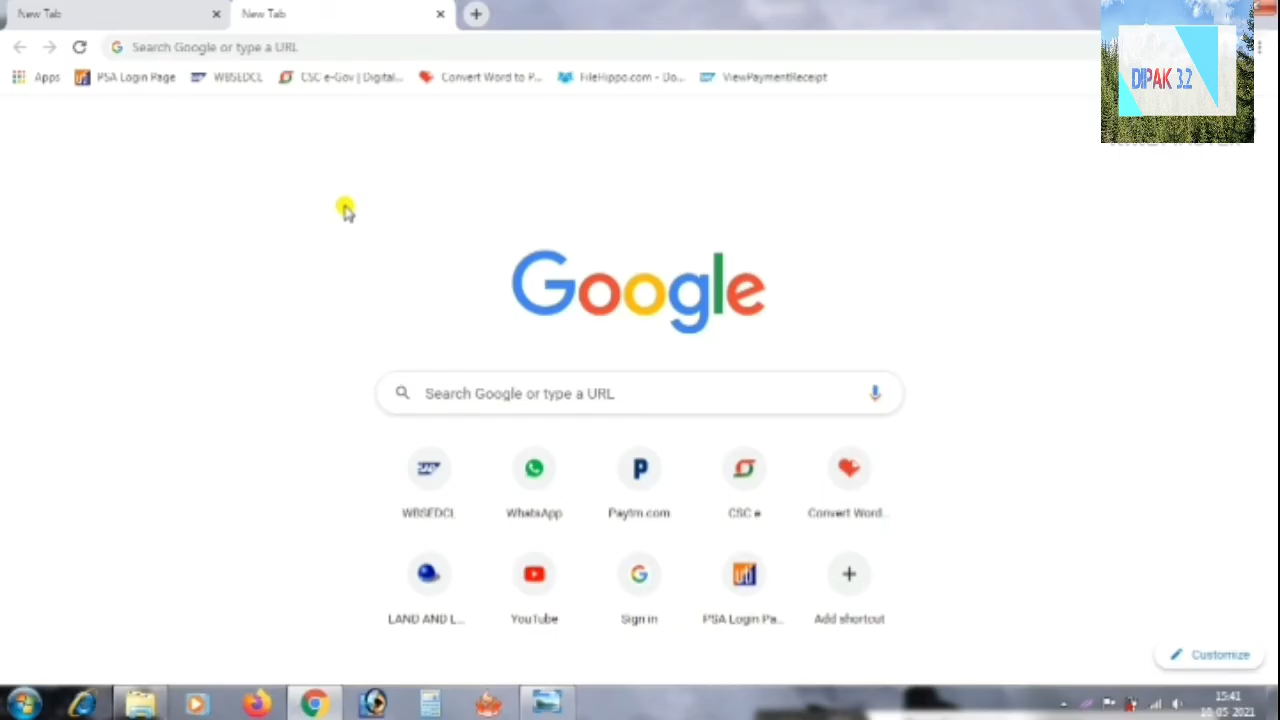 New Tab
New Tab
Search Google or type a URL
Apps PSA Login Page WBSEDCL CSC e-Gov | Digital... Convert Word to P... FileHippo.com - Do... ViewPaymentReceipt
DIPAK 32
Google
Search Google or type a URL
WBSEDCL WhatsApp Paytm.com CSC e Convert Word...
LAND AND L... YouTube Sign in PSA Login Pa... Add shortcut
Customize
15:41